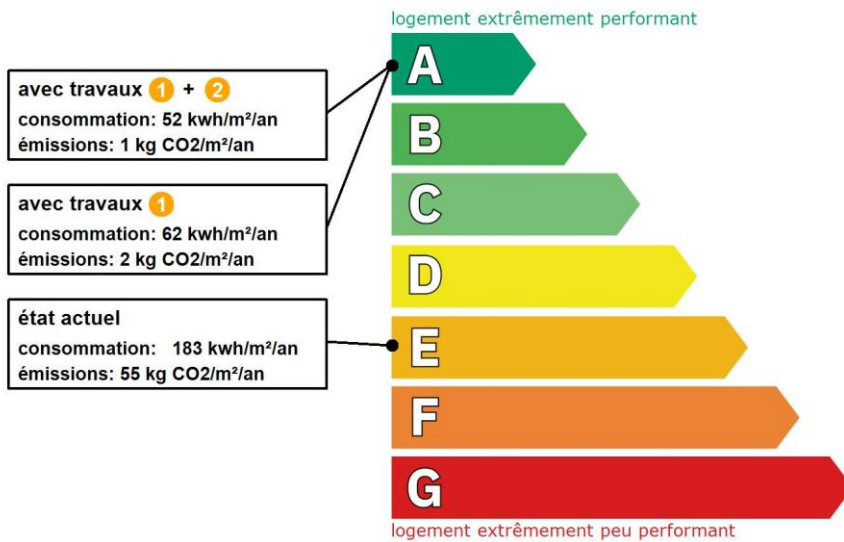 logement extrêmement performant
avec travaux 1 + 2
consommation: 52 kwh/m²/an
émissions: 1 kg CO2/m²/an
avec travaux 1
consommation: 62 kwh/m²/an
émissions: 2 kg CO2/m²/an
état actuel
consommation: 183 kwh/m²/an
émissions: 55 kg CO2/m²/an
A
B
C
D
E
F
G
logement extrêmement peu performant